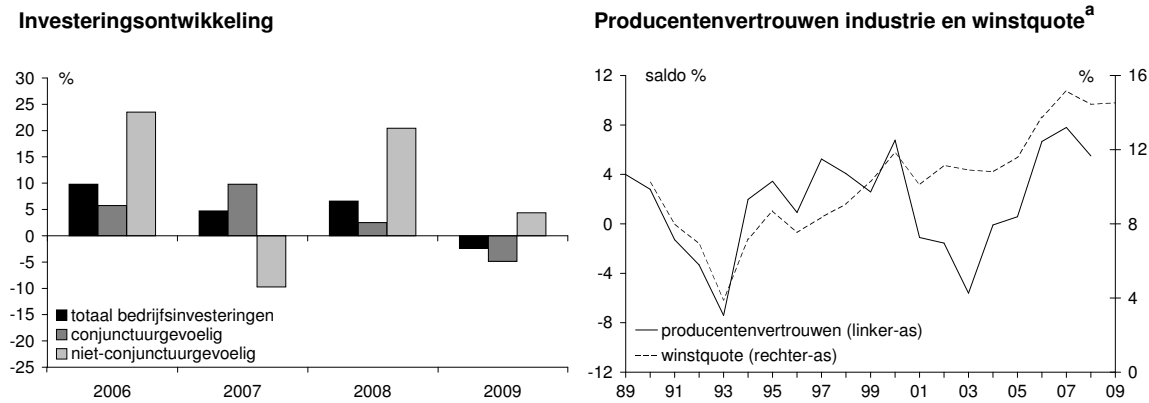 Investeringsontwikkeling
%
30
25
20
15
10
5
0
-5
-10
-15
-20
-25
totaal bedrijfsinvesteringen
conjunctuurgevoelig
niet-conjunctuurgevoelig
2006 2007 2008 2009
Producentenvertrouwen industrie en winstquote a
saldo % %
12
8
4
0
-4
-8
-12
16
12
8
4
0
producentenvertrouwen (linker-as)
winstquote (rechter-as)
89 91 93 95 97 99 01 03 05 07 09